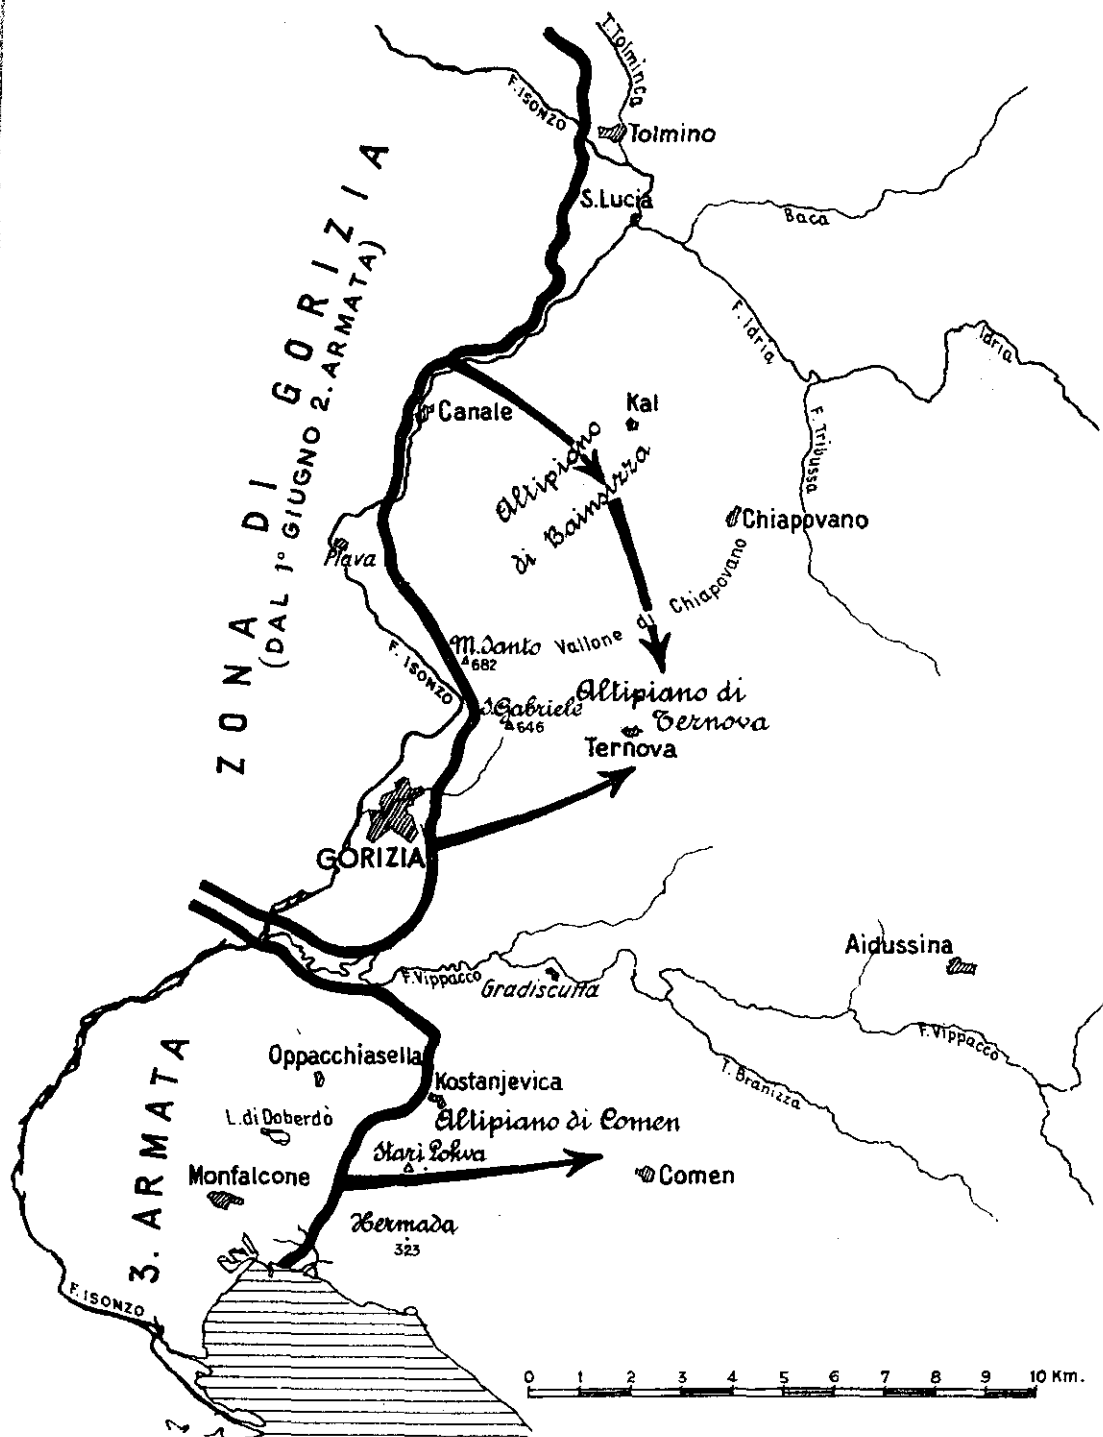 T. Tolminca
F. ISONZO
Tolmino
S. Lucia
Baca
ZONA DI GORIZIA
(DAL 1° GIUGNO 2. ARMATA)
F. Idria
Idria
Canale
Kal
F. Tribussa
Altipiano
di Bainsizza
Chiapovano
Plava
Vallone di Chiapovano
M. Santo
682
F. ISONZO
S. Gabriele
646
Altipiano di
Ternova
Ternova
GORIZIA
Aidussina
F. Vippacco
Gradiscutta
F. Vippacco
T. Branizza
3. ARMATA
Oppacchiasella
Kostanjevica
L. di Doberdò
Altipiano di Comen
Stari Lokva
Monfalcone
Comen
Hermada
323
F. ISONZO
0 1 2 3 4 5 6 7 8 9 10 Km.